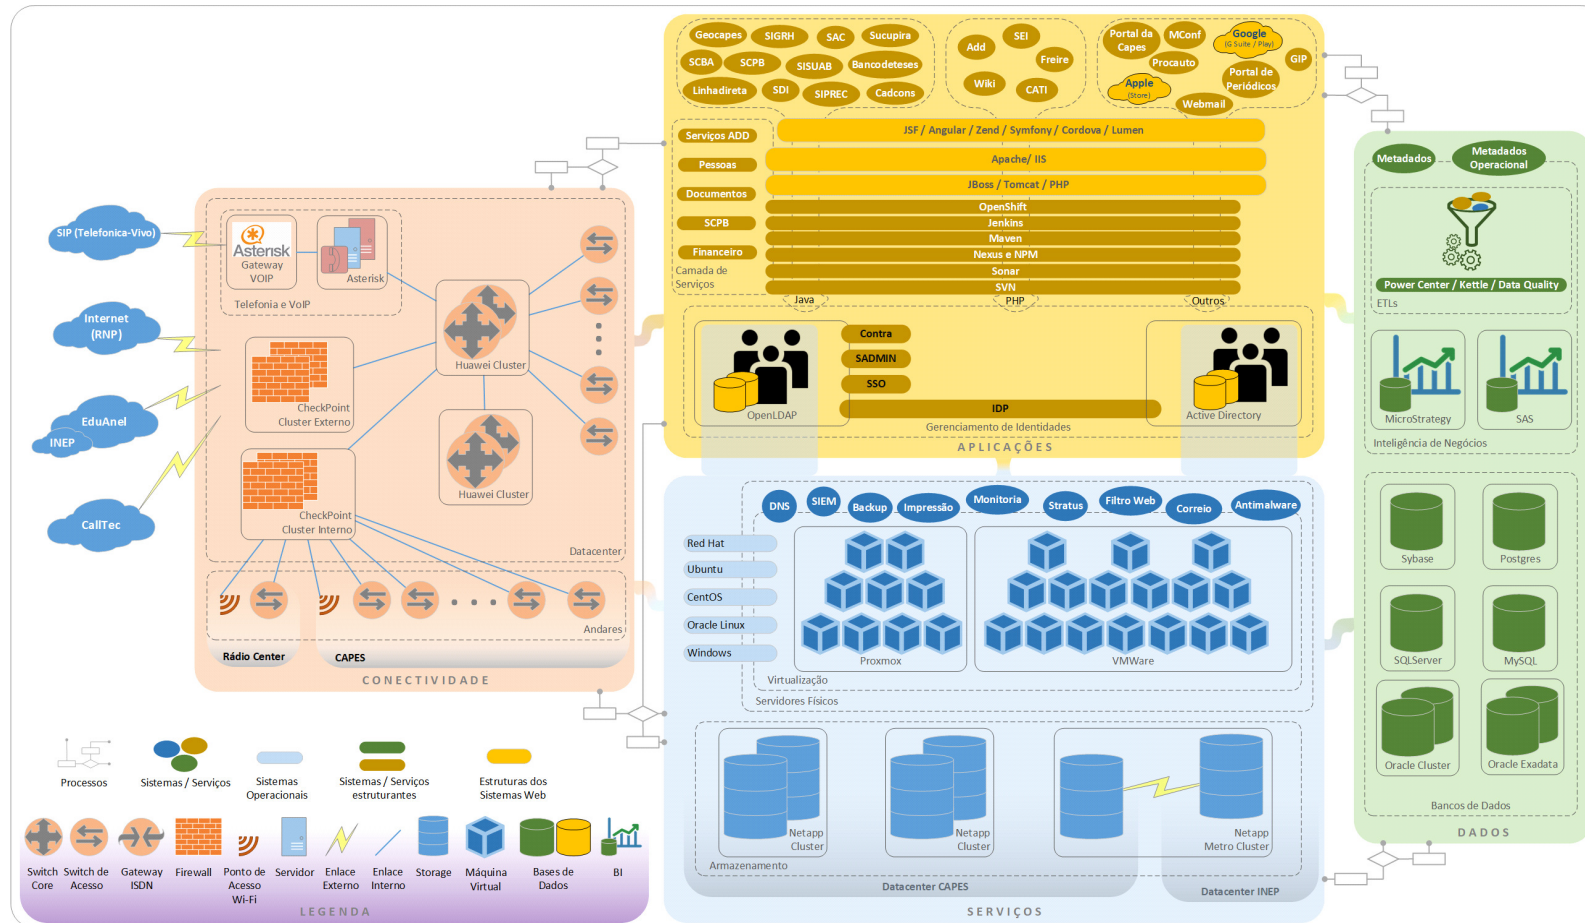 Geocapes
SIGRH
SAC
Sucupira
SCBA
SCPB
SISUAB
Bancodeteses
Linhadireta
SDI
SIPREC
Cadcons
Add
SEI
Freire
Wiki
CATI
Portal da
Capes
MConf
Google
(G Suite / Play)
Procauto
GIP
Apple
(Store)
Portal de
Periódicos
Webmail
Serviços ADD
Pessoas
Documentos
SCPB
Financeiro
Camada de
Serviços
JSF / Angular / Zend / Symfony / Cordova / Lumen
Apache/ IIS
JBoss / Tomcat / PHP
OpenShift
Jenkins
Maven
Nexus e NPM
Sonar
SVN
Java
PHP
Outros
OpenLDAP
Contra
SADMIN
SSO
IDP
Active Directory
Gerenciamento de Identidades
APLICAÇÕES
SIP (Telefonica-Vivo)
Internet
(RNP)
EduAnel
INEP
CallTec
Asterisk
Gateway
VOIP
Asterisk
Telefonia e VoIP
Huawei Cluster
Huawei Cluster
CheckPoint
Cluster Externo
CheckPoint
Cluster Interno
Datacenter
Andares
Rádio Center
CAPES
CONECTIVIDADE
DNS
SIEM
Backup
Impressão
Monitoria
Stratus
Filtro Web
Correio
Antimalware
Red Hat
Ubuntu
CentOS
Oracle Linux
Windows
Proxmox
VMWare
Virtualização
Servidores Físicos
Netapp
Cluster
Netapp
Cluster
Netapp
Metro Cluster
Armazenamento
Datacenter CAPES
Datacenter INEP
SERVIÇOS
Metadados
Metadados
Operacional
Power Center / Kettle / Data Quality
ETLs
MicroStrategy
SAS
Inteligência de Negócios
Sybase
Postgres
SQLServer
MySQL
Oracle Cluster
Oracle Exadata
Bancos de Dados
DADOS
Processos
Sistemas / Serviços
Sistemas
Operacionais
Sistemas / Serviços
estruturantes
Estruturas dos
Sistemas Web
Switch
Core
Switch de
Acesso
Gateway
ISDN
Firewall
Ponto de
Acesso
Wi-Fi
Servidor
Enlace
Externo
Enlace
Interno
Storage
Máquina
Virtual
Bases de
Dados
BI
LEGENDA